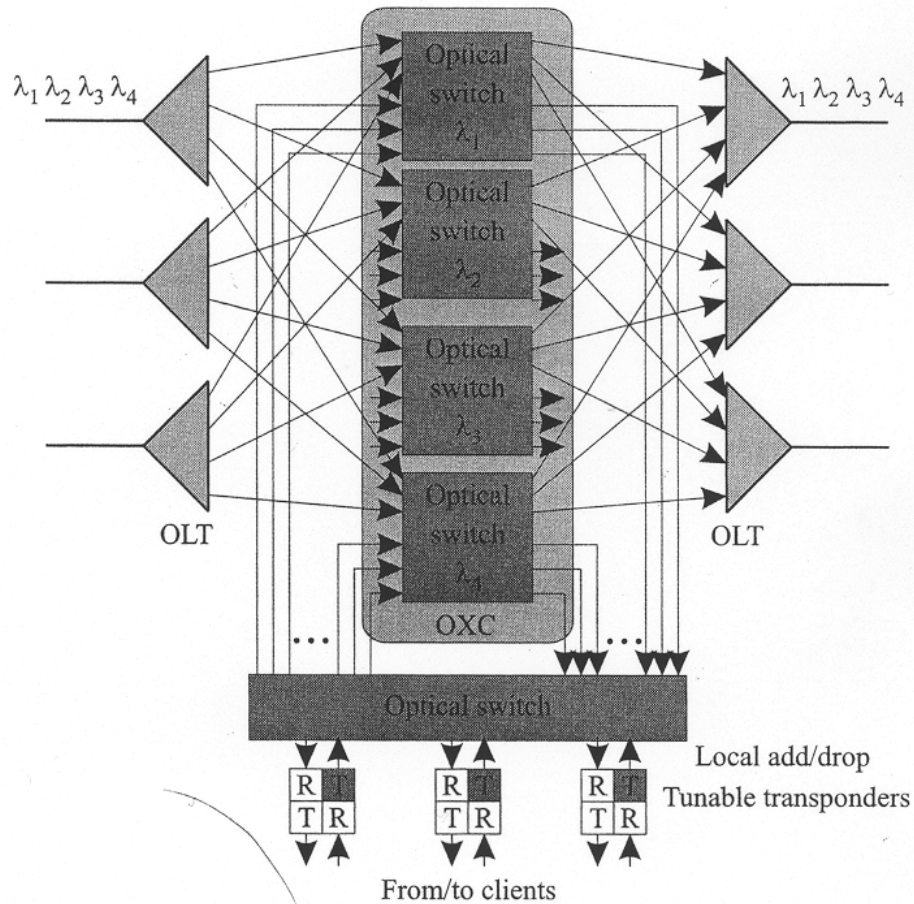 λ1 λ2 λ3 λ4
Optical
switch
λ1
λ1 λ2 λ3 λ4
Optical
switch
λ2
Optical
switch
λ3
OLT
Optical
switch
λ4
OLT
OXC
...
...
Optical switch
Local add/drop
Tunable transponders
R T
T R
R T
T R
R T
T R
From/to clients